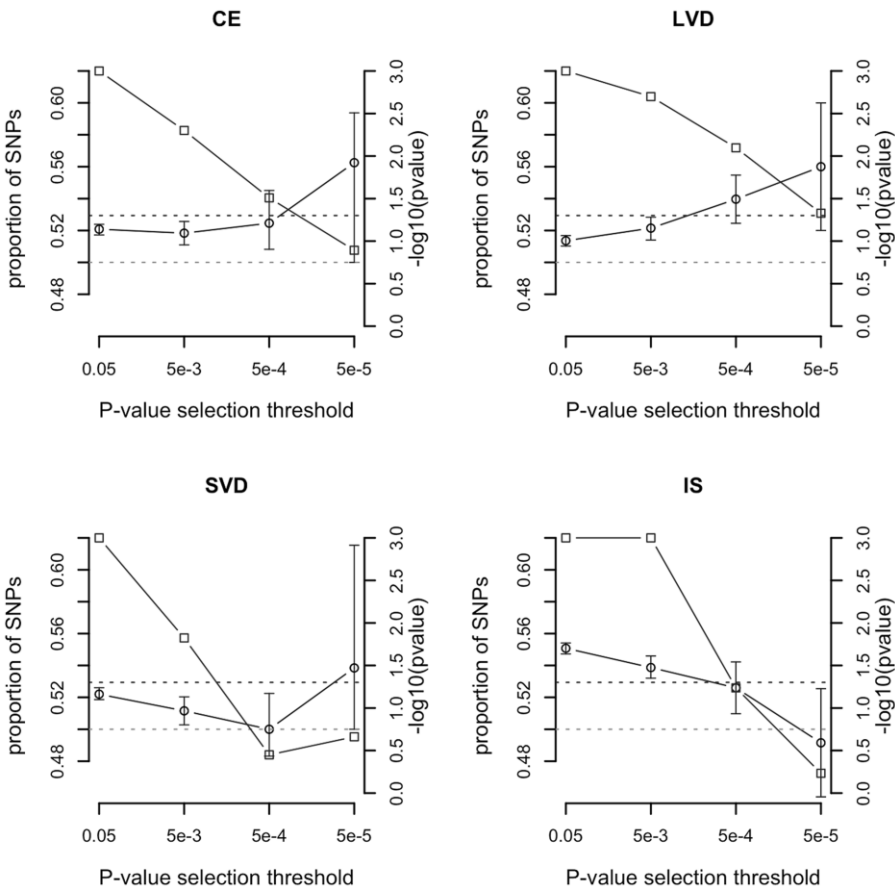 CE
proportion of SNPs
0.48 0.52 0.56 0.60
0.0 0.5 1.0 1.5 2.0 2.5 3.0
-log10(pvalue)
0.05 5e-3 5e-4 5e-5
P-value selection threshold
LVD
proportion of SNPs
0.48 0.52 0.56 0.60
0.0 0.5 1.0 1.5 2.0 2.5 3.0
-log10(pvalue)
0.05 5e-3 5e-4 5e-5
P-value selection threshold
SVD
proportion of SNPs
0.48 0.52 0.56 0.60
0.0 0.5 1.0 1.5 2.0 2.5 3.0
-log10(pvalue)
0.05 5e-3 5e-4 5e-5
P-value selection threshold
IS
proportion of SNPs
0.48 0.52 0.56 0.60
0.0 0.5 1.0 1.5 2.0 2.5 3.0
-log10(pvalue)
0.05 5e-3 5e-4 5e-5
P-value selection threshold